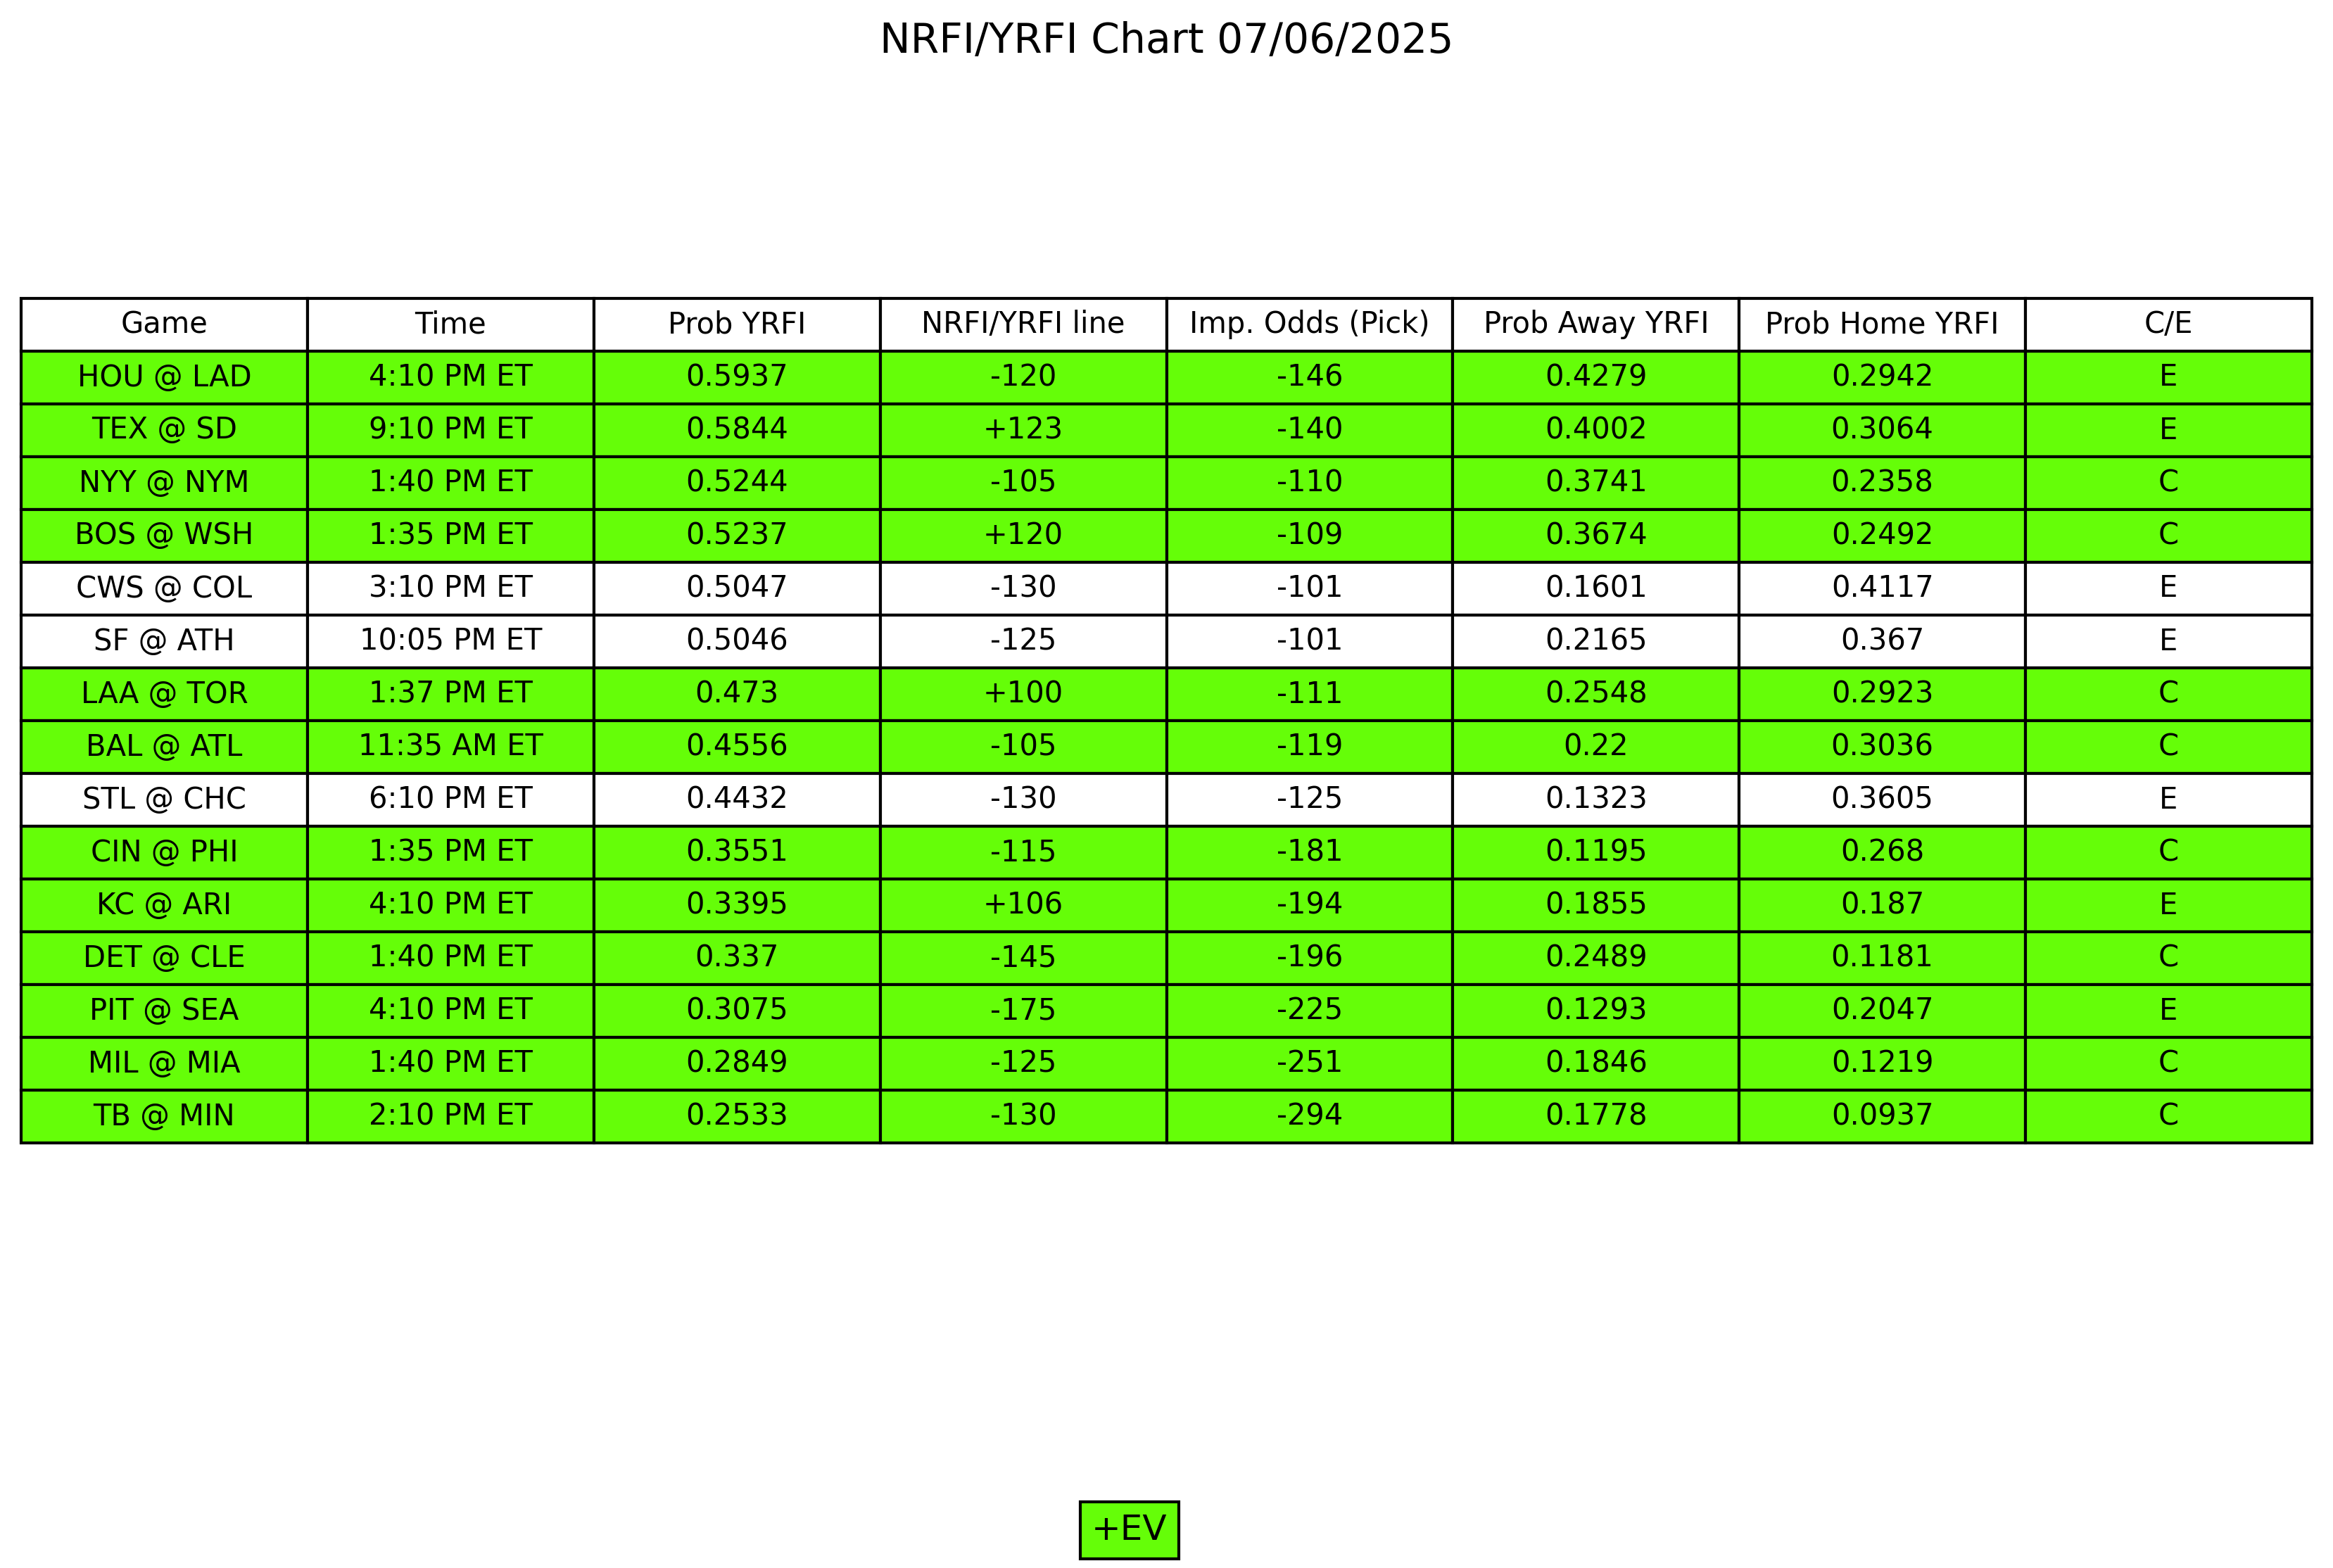 NRFI/YRFI Chart 07/06/2025
Game Time Prob YRFI NRFI/YRFI line Imp. Odds (Pick) Prob Away YRFI Prob Home YRFI C/E
HOU @ LAD 4:10 PM ET 0.5937 -120 -146 0.4279 0.2942 E
TEX @ SD 9:10 PM ET 0.5844 +123 -140 0.4002 0.3064 E
NYY @ NYM 1:40 PM ET 0.5244 -105 -110 0.3741 0.2358 C
BOS @ WSH 1:35 PM ET 0.5237 +120 -109 0.3674 0.2492 C
CWS @ COL 3:10 PM ET 0.5047 -130 -101 0.1601 0.4117 E
SF @ ATH 10:05 PM ET 0.5046 -125 -101 0.2165 0.367 E
LAA @ TOR 1:37 PM ET 0.473 +100 -111 0.2548 0.2923 C
BAL @ ATL 11:35 AM ET 0.4556 -105 -119 0.22 0.3036 C
STL @ CHC 6:10 PM ET 0.4432 -130 -125 0.1323 0.3605 E
CIN @ PHI 1:35 PM ET 0.3551 -115 -181 0.1195 0.268 C
KC @ ARI 4:10 PM ET 0.3395 +106 -194 0.1855 0.187 E
DET @ CLE 1:40 PM ET 0.337 -145 -196 0.2489 0.1181 C
PIT @ SEA 4:10 PM ET 0.3075 -175 -225 0.1293 0.2047 E
MIL @ MIA 1:40 PM ET 0.2849 -125 -251 0.1846 0.1219 C
TB @ MIN 2:10 PM ET 0.2533 -130 -294 0.1778 0.0937 C
+EV